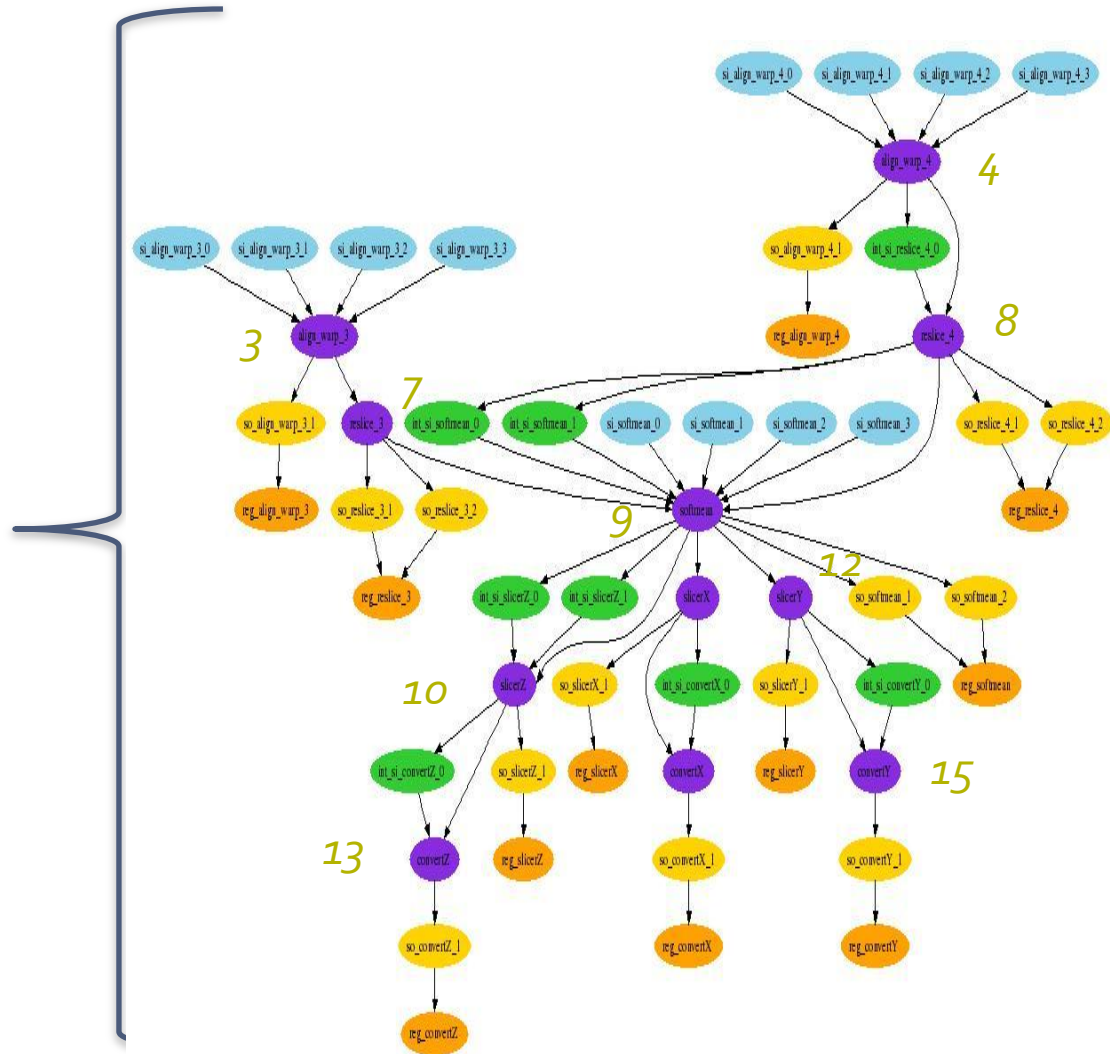 si_align_warp_4_0 si_align_warp_4_1 si_align_warp_4_2 si_align_warp_4_3
align_warp_4 4
si_align_warp_3_0 si_align_warp_3_1 si_align_warp_3_2 si_align_warp_3_3 so_align_warp_4_1 int_si_reslice_4_0
3 align_warp_3 reg_align_warp_4 reslice_4 8
7
so_align_warp_3_1 reslice_3 int_si_softmean_0 int_si_softmean_1 si_softmean_0 si_softmean_1 si_softmean_2 si_softmean_3 so_reslice_4_1 so_reslice_4_2
reg_align_warp_3 so_reslice_3_1 so_reslice_3_2 9 softmean reg_reslice_4
12
reg_reslice_3 int_si_slicerZ_0 int_si_slicerZ_1 slicerX slicerY so_softmean_1 so_softmean_2
10 slicerZ so_slicerX_1 int_si_convertX_0 so_slicerY_1 int_si_convertY_0 reg_softmean
int_si_convertZ_0 so_slicerZ_1 reg_slicerX convertX reg_slicerY convertY 15
13 convertZ reg_slicerZ so_convertX_1 so_convertY_1
so_convertZ_1 reg_convertX reg_convertY
reg_convertZ